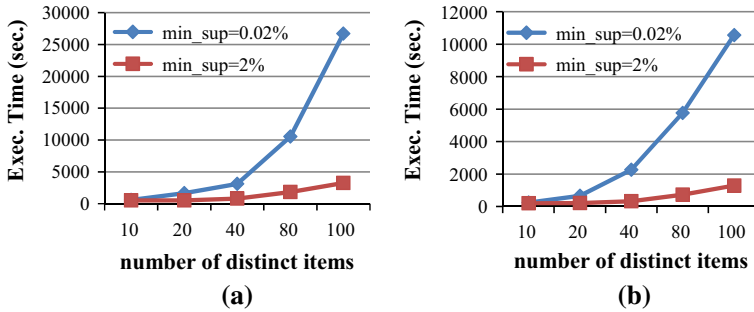 30000
25000
20000
15000
10000
5000
0
Exec. Time (sec.)
min_sup=0.02%
min_sup=2%
10 20 40 80 100
number of distinct items
(a)
12000
10000
8000
6000
4000
2000
0
Exec. Time (sec.)
min_sup=0.02%
min_sup=2%
10 20 40 80 100
number of distinct items
(b)